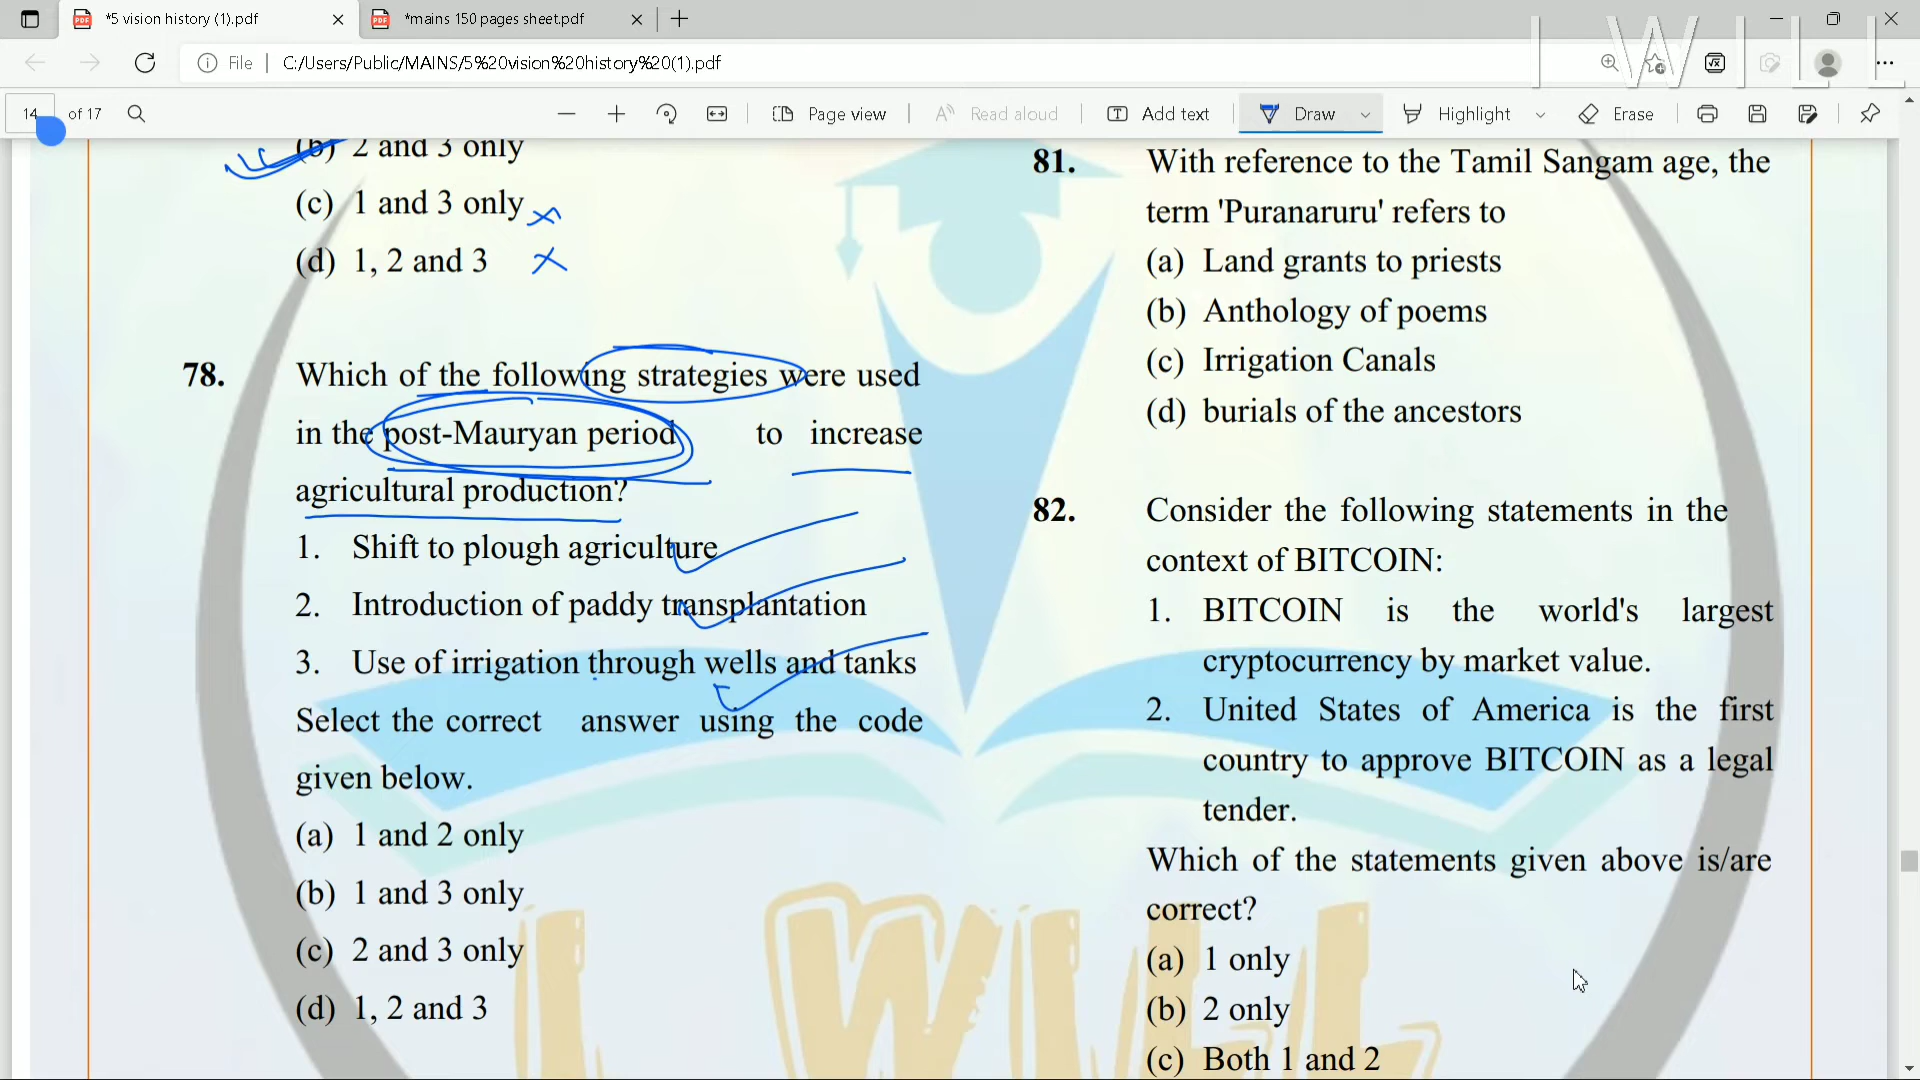 *5 vision history (1).pdf
*mains 150 pages sheet.pdf
File
C:/Users/Public/MAINS/5%20vision%20history%20(1).pdf
I WILL
14 of 17
Page view
Read aloud
Add text
Draw
Highlight
Erase
(b) 2 and 3 only
(c) 1 and 3 only
(d) 1, 2 and 3
78. Which of the following strategies were used
in the post-Mauryan period to increase
agricultural production?
1. Shift to plough agriculture
2. Introduction of paddy transplantation
3. Use of irrigation through wells and tanks
Select the correct answer using the code
given below.
(a) 1 and 2 only
(b) 1 and 3 only
(c) 2 and 3 only
(d) 1, 2 and 3
81. With reference to the Tamil Sangam age, the
term 'Puranaruru' refers to
(a) Land grants to priests
(b) Anthology of poems
(c) Irrigation Canals
(d) burials of the ancestors
82. Consider the following statements in the
context of BITCOIN:
1. BITCOIN is the world's largest
cryptocurrency by market value.
2. United States of America is the first
country to approve BITCOIN as a legal
tender.
Which of the statements given above is/are
correct?
(a) 1 only
(b) 2 only
(c) Both 1 and 2
I WILL